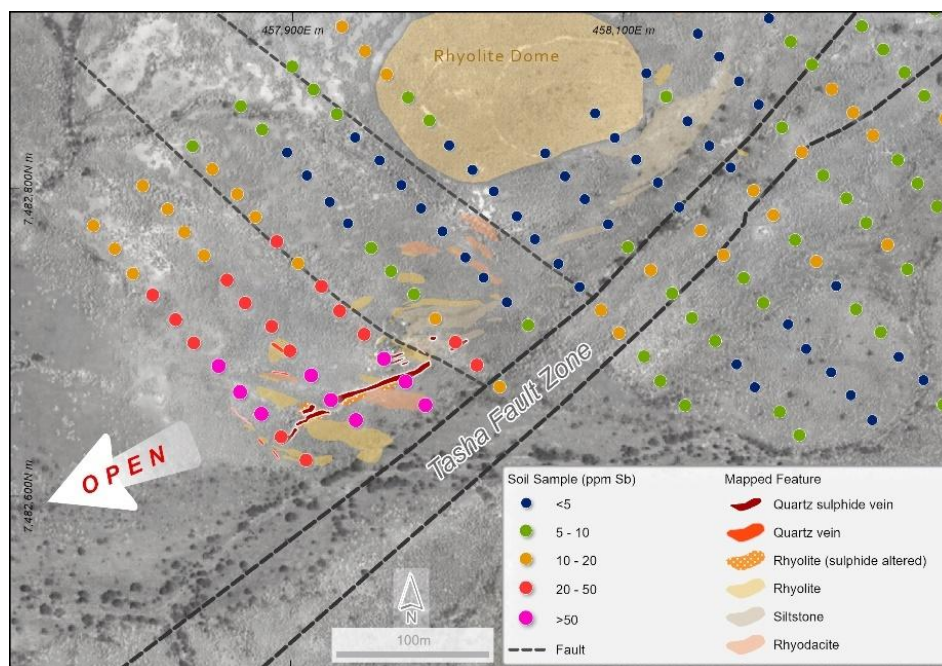 457,900E m
458,100E m
Rhyolite Dome
7,482,800N m
Tasha Fault Zone
OPEN
7,482,600N m
N
100m
Soil Sample (ppm Sb)
<5
5 - 10
10 - 20
20 - 50
>50
Fault
Mapped Feature
Quartz sulphide vein
Quartz vein
Rhyolite (sulphide altered)
Rhyolite
Siltstone
Rhyodacite